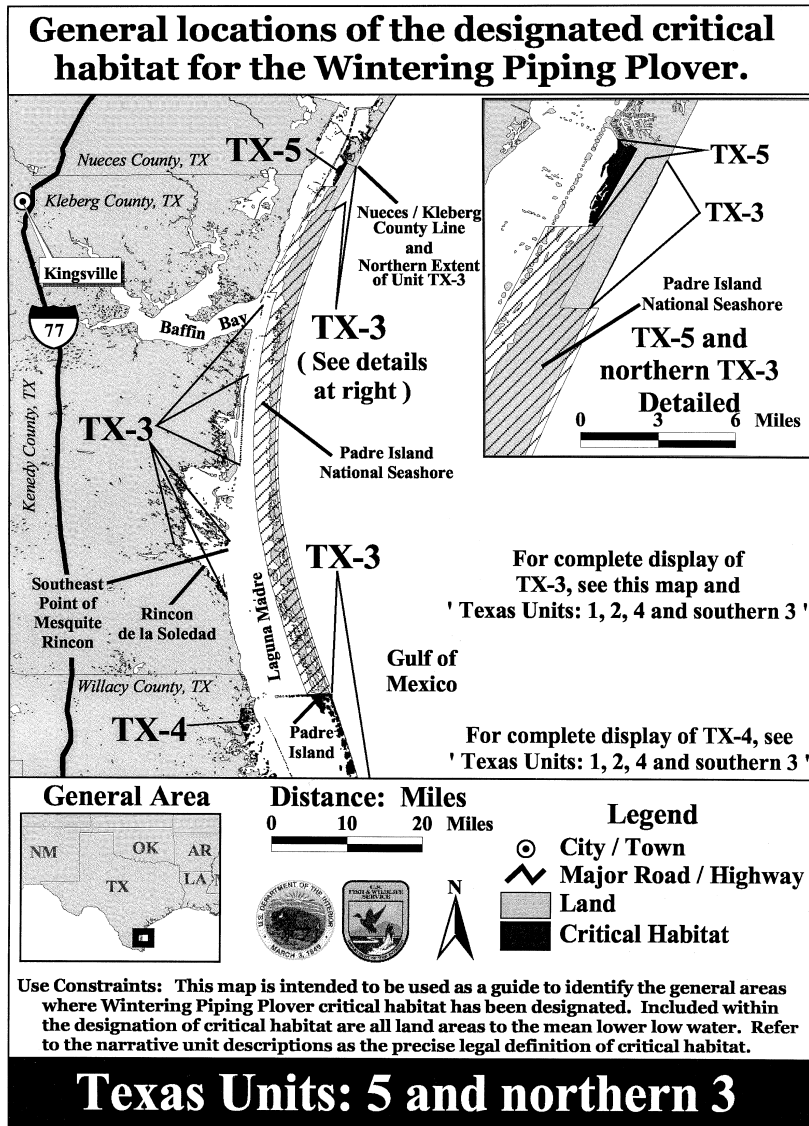 General locations of the designated critical
habitat for the Wintering Piping Plover.
TX-5
Nueces County, TX
Kleberg County, TX
Kingsville
77
Baffin Bay
Nueces / Kleberg
County Line
and
Northern Extent
of Unit TX-3
TX-3
( See details
at right )
TX-3
Kenedy County, TX
Padre Island
National Seashore
Southeast
Point of
Mesquite
Rincon
Rincon
de la Soledad
Laguna Madre
TX-3
Gulf of
Mexico
Willacy County, TX
TX-4
Padre
Island
TX-5
TX-3
Padre Island
National Seashore
TX-5 and
northern TX-3
Detailed
0 3 6 Miles
For complete display of
TX-3, see this map and
' Texas Units: 1, 2, 4 and southern 3 '
For complete display of TX-4, see
' Texas Units: 1, 2, 4 and southern 3 '
General Area
NM
OK
AR
TX
LA
Distance: Miles
0 10 20 Miles
U.S. DEPARTMENT OF THE INTERIOR
MARCH 3, 1849
U.S.
FISH & WILDLIFE
SERVICE
N
Legend
City / Town
Major Road / Highway
Land
Critical Habitat
Use Constraints: This map is intended to be used as a guide to identify the general areas
where Wintering Piping Plover critical habitat has been designated. Included within
the designation of critical habitat are all land areas to the mean lower low water. Refer
to the narrative unit descriptions as the precise legal definition of critical habitat.
Texas Units: 5 and northern 3